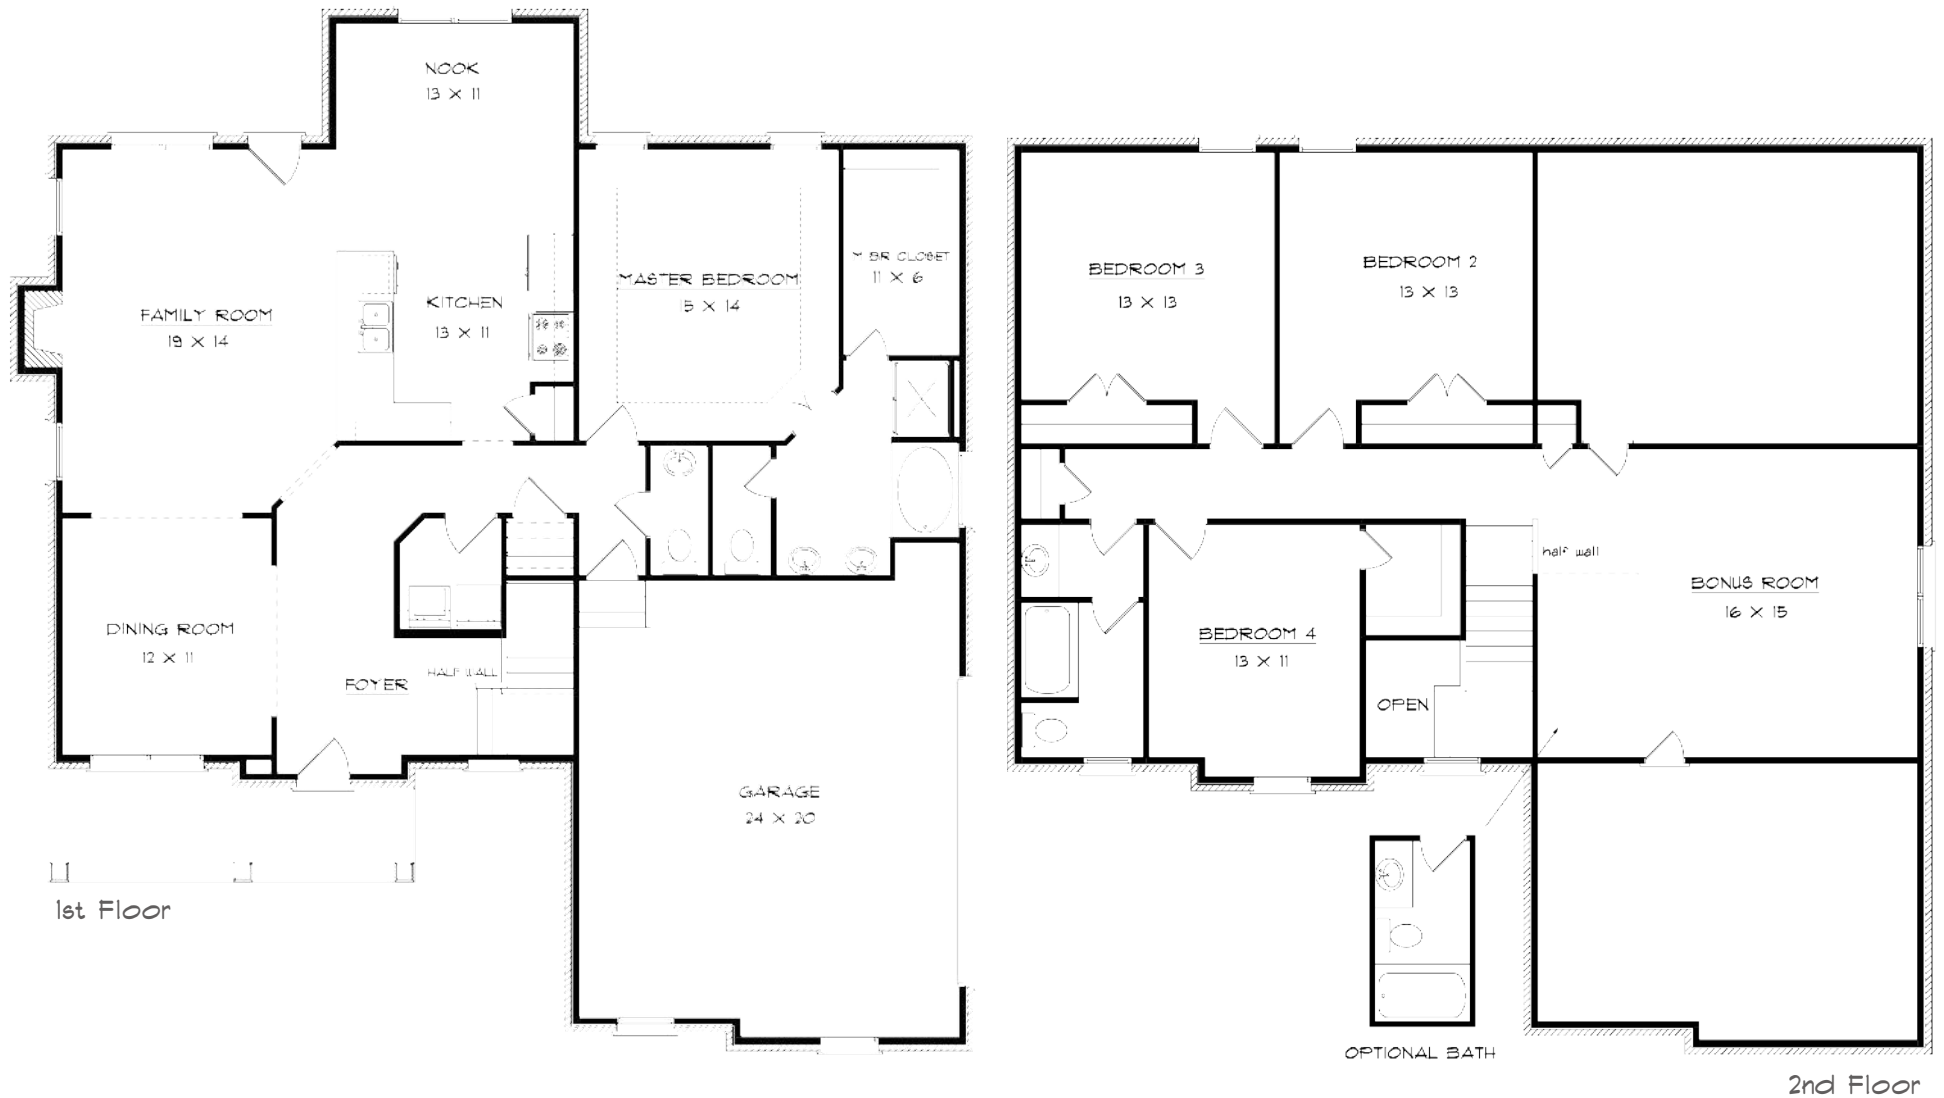 NOOK
13 X 11
FAMILY ROOM
19 X 14
KITCHEN
13 X 11
MASTER BEDROOM
15 X 14
BR CLOSET
11 X 6
DINING ROOM
12 X 11
FOYER
HALF WALL
GARAGE
24 X 20
1st Floor
BEDROOM 3
13 X 13
BEDROOM 2
13 X 13
half wall
BONUS ROOM
16 X 15
BEDROOM 4
13 X 11
OPEN
OPTIONAL BATH
2nd Floor